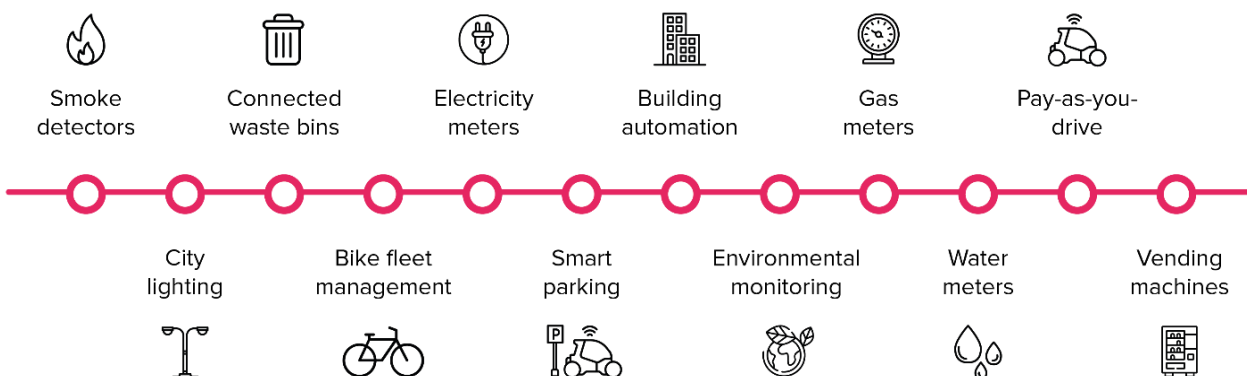 Smoke
detectors
Connected
waste bins
Electricity
meters
Building
automation
Gas
meters
Pay-as-you-
drive
City
lighting
Bike fleet
management
Smart
parking
Environmental
monitoring
Water
meters
Vending
machines
P